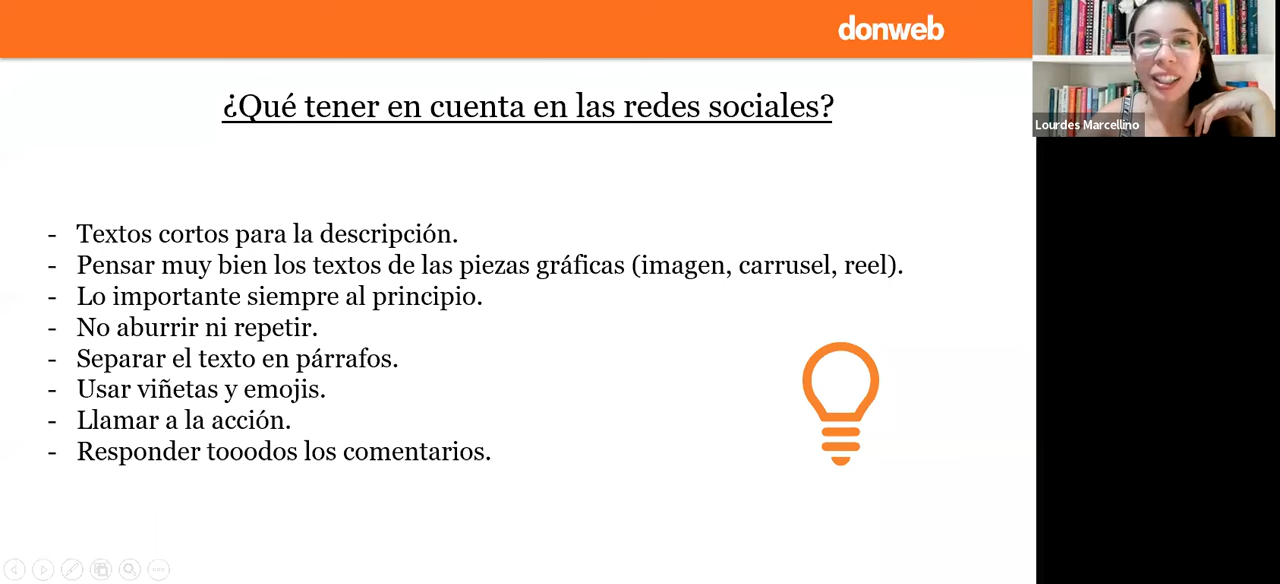 donweb
Lourdes Marcellino
¿Qué tener en cuenta en las redes sociales?
- Textos cortos para la descripción.
- Pensar muy bien los textos de las piezas gráficas (imagen, carrusel, reel).
- Lo importante siempre al principio.
- No aburrir ni repetir.
- Separar el texto en párrafos.
- Usar viñetas y emojis.
- Llamar a la acción.
- Responder tooodos los comentarios.